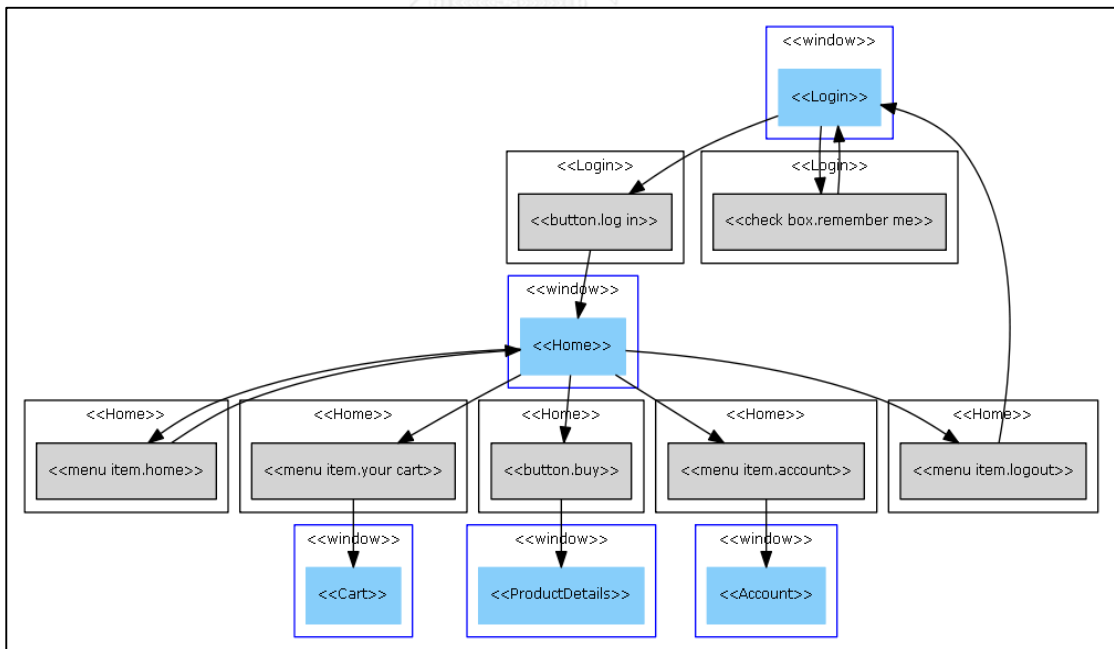 <<window>>
<<Login>>
<<Login>>
<<button.log in>>
<<Login>>
<<check box.remember me>>
<<window>>
<<Home>>
<<Home>>
<<menu item.home>>
<<Home>>
<<menu item.your cart>>
<<Home>>
<<button.buy>>
<<Home>>
<<menu item.account>>
<<Home>>
<<menu item.logout>>
<<window>>
<<Cart>>
<<window>>
<<ProductDetails>>
<<window>>
<<Account>>